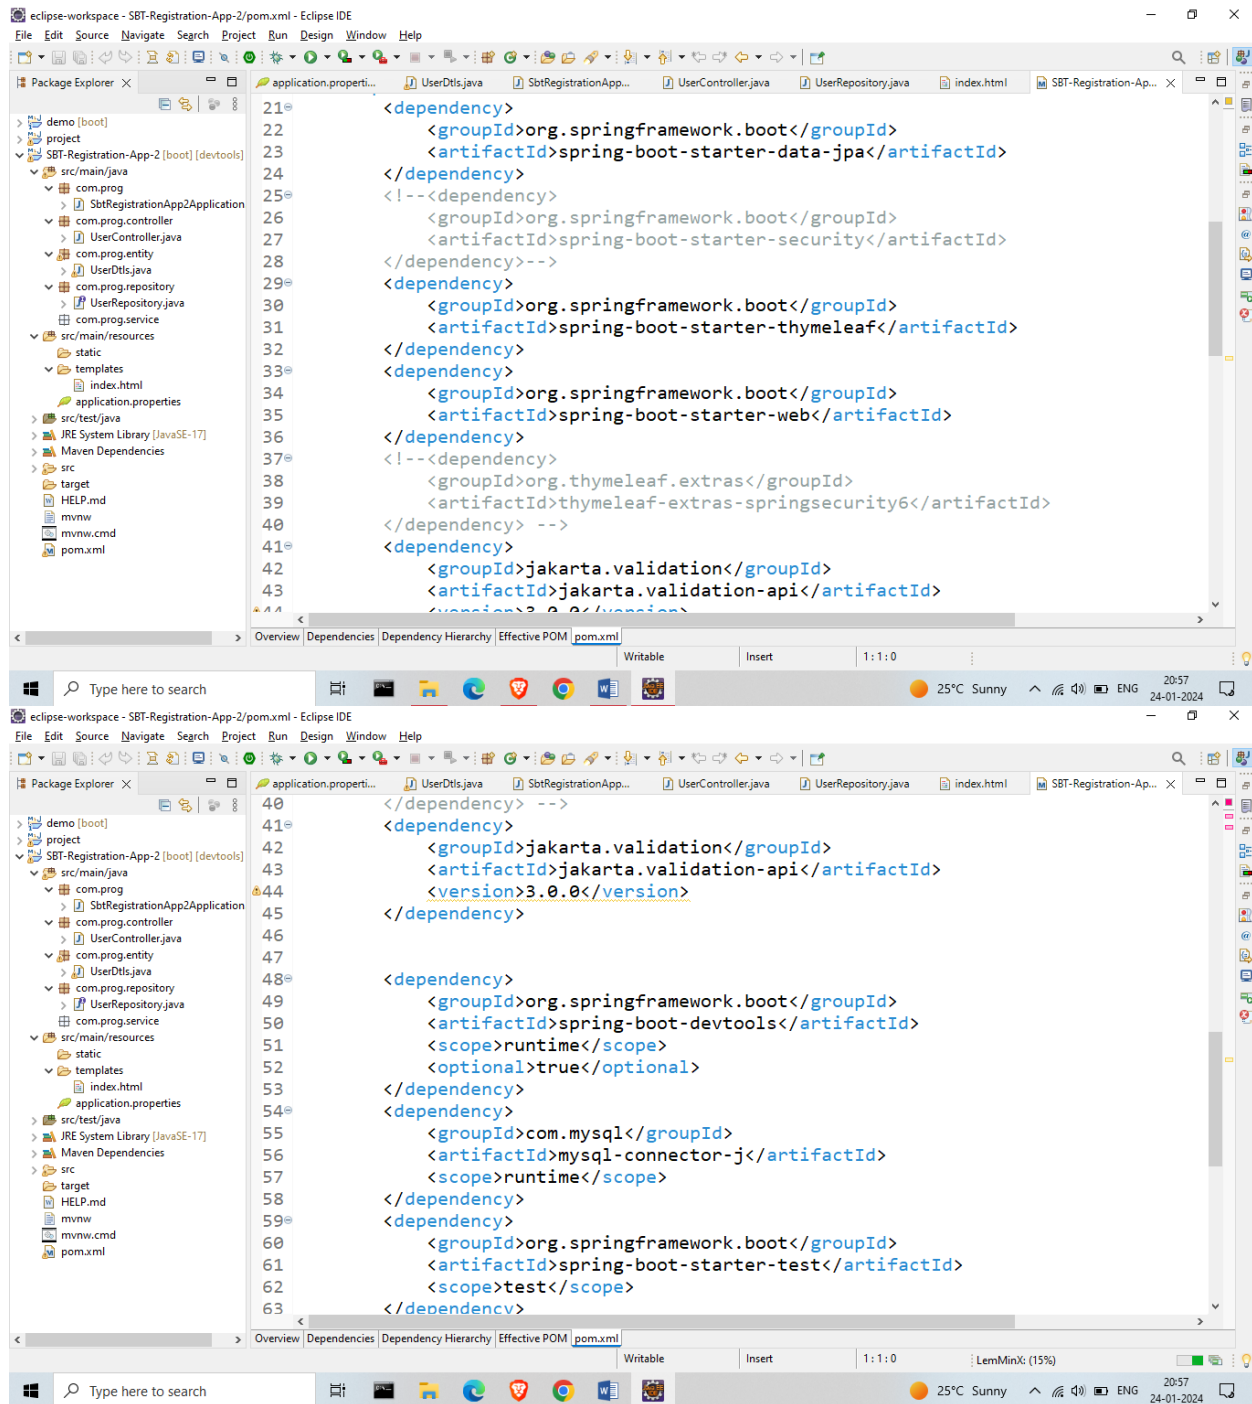 eclipse-workspace - SBT-Registration-App-2/pom.xml - Eclipse IDE
File Edit Source Navigate Search Project Run Design Window Help
Package Explorer
application.properti...
UserDtls.java
SbtRegistrationApp...
UserController.java
UserRepository.java
index.html
SBT-Registration-Ap...
demo [boot]
project
SBT-Registration-App-2 [boot] [devtools]
src/main/java
com.prog
SbtRegistrationApp2Application
com.prog.controller
UserController.java
com.prog.entity
UserDtls.java
com.prog.repository
UserRepository.java
com.prog.service
src/main/resources
static
templates
index.html
application.properties
src/test/java
JRE System Library [JavaSE-17]
Maven Dependencies
src
target
HELP.md
mvnw
mvnw.cmd
pom.xml
21 <dependency>
22 <groupId>org.springframework.boot</groupId>
23 <artifactId>spring-boot-starter-data-jpa</artifactId>
24 </dependency>
25 <!--<dependency>
26 <groupId>org.springframework.boot</groupId>
27 <artifactId>spring-boot-starter-security</artifactId>
28 </dependency>-->
29 <dependency>
30 <groupId>org.springframework.boot</groupId>
31 <artifactId>spring-boot-starter-thymeleaf</artifactId>
32 </dependency>
33 <dependency>
34 <groupId>org.springframework.boot</groupId>
35 <artifactId>spring-boot-starter-web</artifactId>
36 </dependency>
37 <!--<dependency>
38 <groupId>org.thymeleaf.extras</groupId>
39 <artifactId>thymeleaf-extras-springsecurity6</artifactId>
40 </dependency> -->
41 <dependency>
42 <groupId>jakarta.validation</groupId>
43 <artifactId>jakarta.validation-api</artifactId>
44 <version>3.0.0</version>
Overview Dependencies Dependency Hierarchy Effective POM pom.xml
Writable Insert 1:1:0
Type here to search
25°C Sunny
ENG
20:57
24-01-2024
eclipse-workspace - SBT-Registration-App-2/pom.xml - Eclipse IDE
File Edit Source Navigate Search Project Run Design Window Help
Package Explorer
application.properti...
UserDtls.java
SbtRegistrationApp...
UserController.java
UserRepository.java
index.html
SBT-Registration-Ap...
demo [boot]
project
SBT-Registration-App-2 [boot] [devtools]
src/main/java
com.prog
SbtRegistrationApp2Application
com.prog.controller
UserController.java
com.prog.entity
UserDtls.java
com.prog.repository
UserRepository.java
com.prog.service
src/main/resources
static
templates
index.html
application.properties
src/test/java
JRE System Library [JavaSE-17]
Maven Dependencies
src
target
HELP.md
mvnw
mvnw.cmd
pom.xml
40 </dependency> -->
41 <dependency>
42 <groupId>jakarta.validation</groupId>
43 <artifactId>jakarta.validation-api</artifactId>
44 <version>3.0.0</version>
45 </dependency>
46
47
48 <dependency>
49 <groupId>org.springframework.boot</groupId>
50 <artifactId>spring-boot-devtools</artifactId>
51 <scope>runtime</scope>
52 <optional>true</optional>
53 </dependency>
54 <dependency>
55 <groupId>com.mysql</groupId>
56 <artifactId>mysql-connector-j</artifactId>
57 <scope>runtime</scope>
58 </dependency>
59 <dependency>
60 <groupId>org.springframework.boot</groupId>
61 <artifactId>spring-boot-starter-test</artifactId>
62 <scope>test</scope>
63 </dependency>
Overview Dependencies Dependency Hierarchy Effective POM pom.xml
Writable Insert 1:1:0 LemMinX: (15%)
Type here to search
25°C Sunny
ENG
20:57
24-01-2024